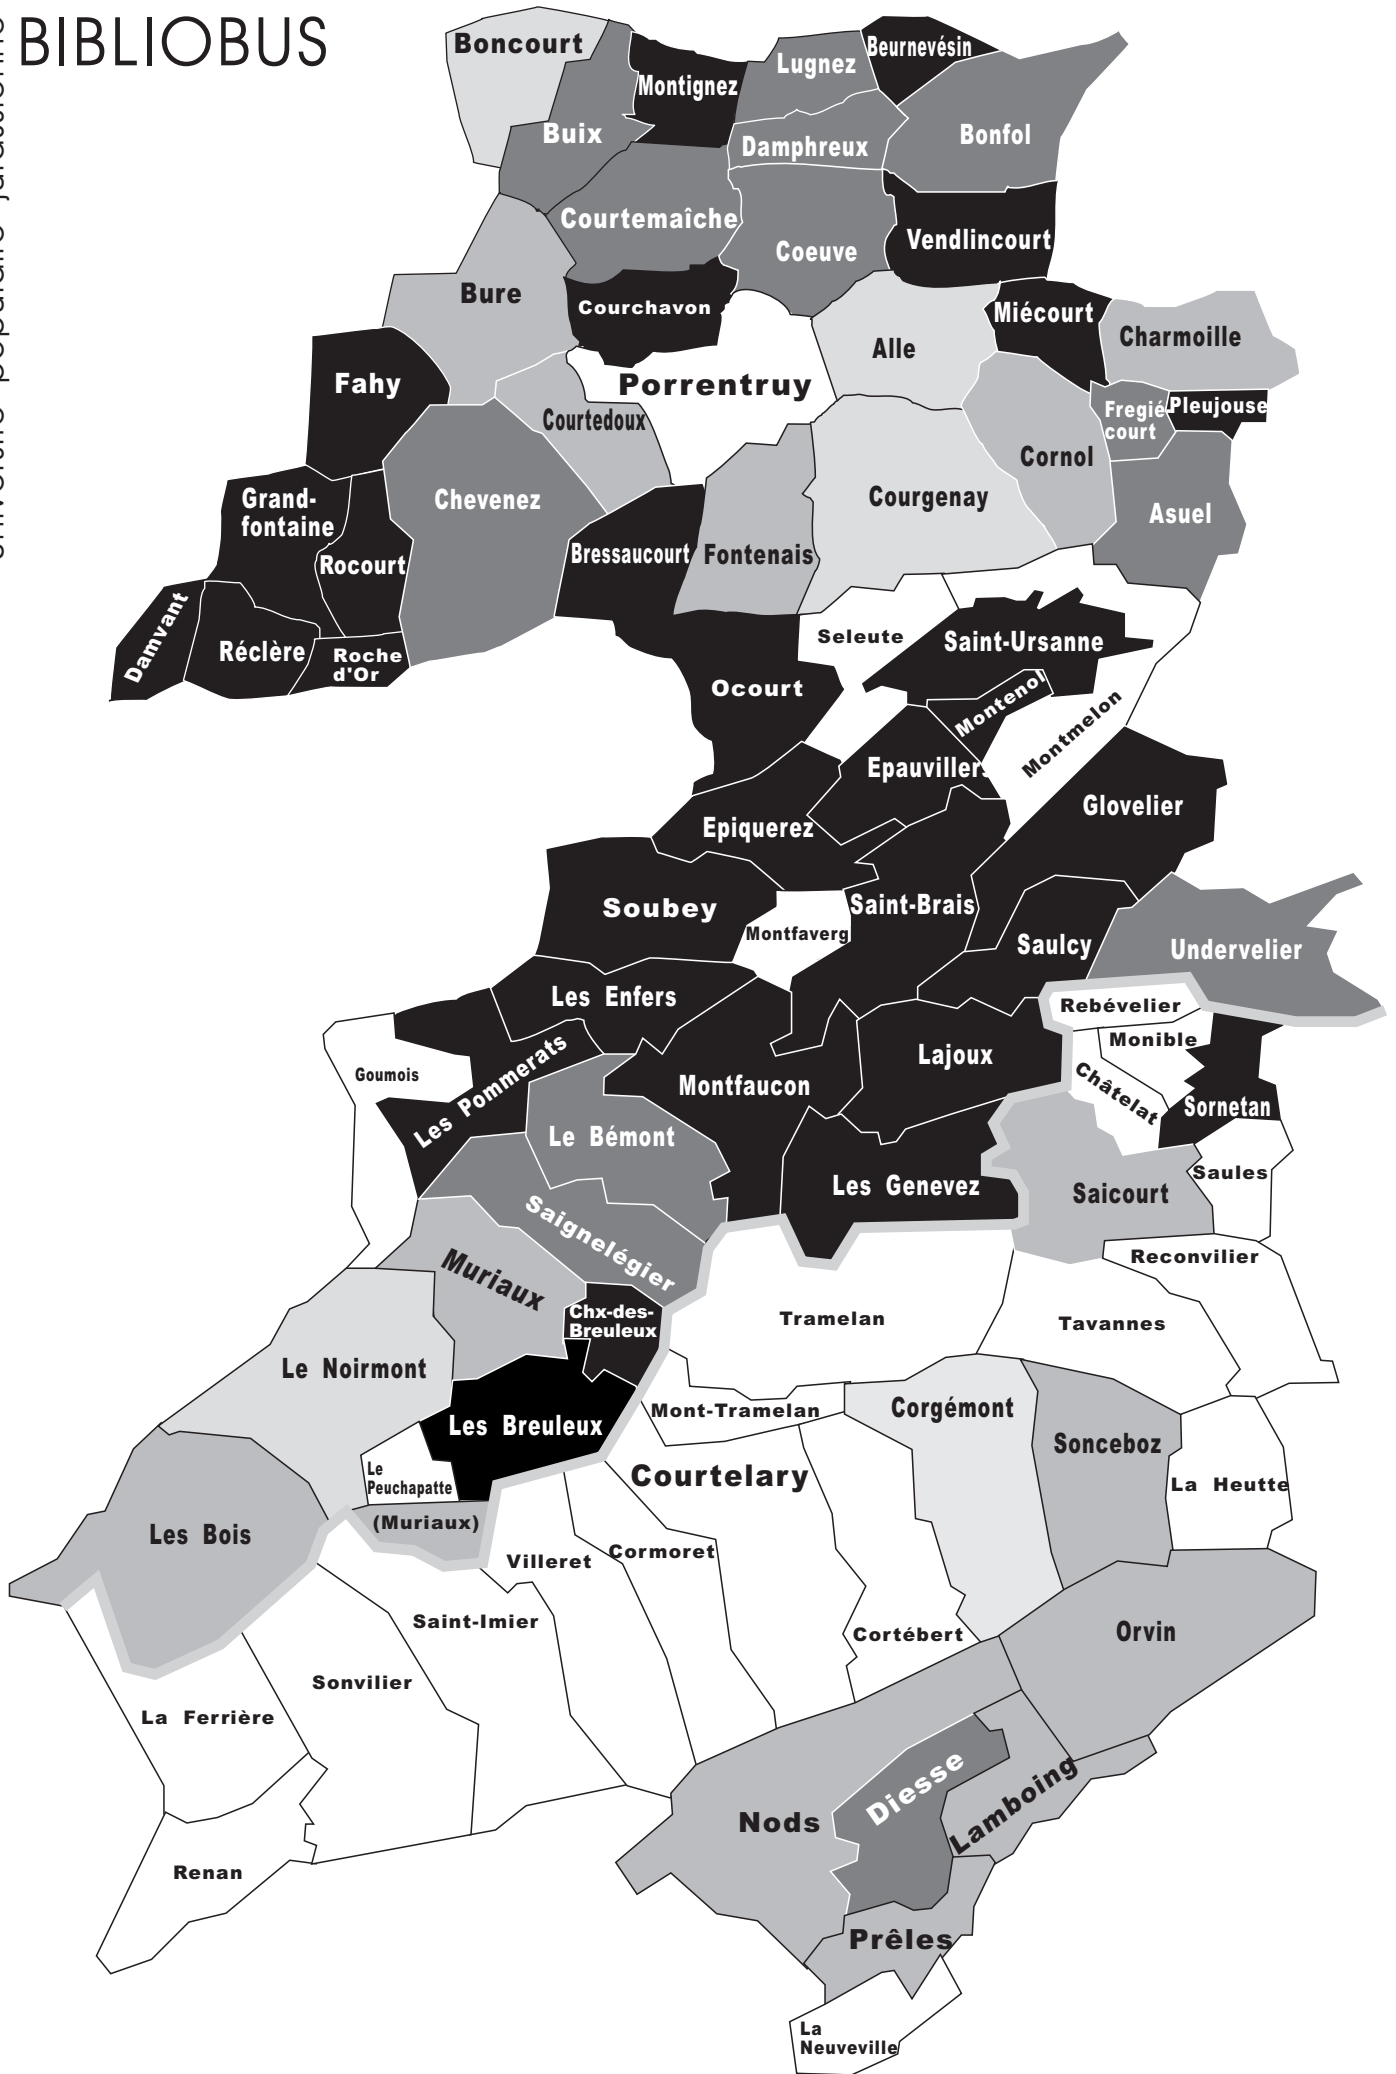 BIBLIOBUS
université populaire jurassienne
Boncourt
Beurnevésin
Lugnez
Montignez
Buix
Damphreux
Bonfol
Courtemaîche
Coeuve
Vendlincourt
Bure
Courchavon
Miécourt
Charmoille
Alle
Fahy
Porrentruy
Courtedoux
Fregié
court
Pleujouse
Cornol
Grand-
fontaine
Chevenez
Courgenay
Asuel
Rocourt
Bressaucourt
Fontenais
Damvant
Réclère
Roche
d'Or
Seleute
Saint-Ursanne
Ocourt
Montenol
Montmelon
Epauvillers
Glovelier
Epiquerez
Soubey
Saint-Brais
Montfaverg
Saulcy
Undervelier
Les Enfers
Rebévelier
Monible
Goumois
Les Pommerats
Montfaucon
Lajoux
Châtelat
Sornetan
Le Bémont
Les Genevez
Saicourt
Saules
Saignelégier
Muriaux
Reconvilier
Chx-des-
Breuleux
Tramelan
Tavannes
Le Noirmont
Les Breuleux
Mont-Tramelan
Corgémont
Sonceboz
Le
Peuchapatte
Courtelary
La Heutte
Les Bois
(Muriaux)
Villeret
Cormoret
Saint-Imier
Cortébert
Orvin
Sonvilier
La Ferrière
Diesse
Lamboing
Nods
Renan
Prêles
La
Neuveville